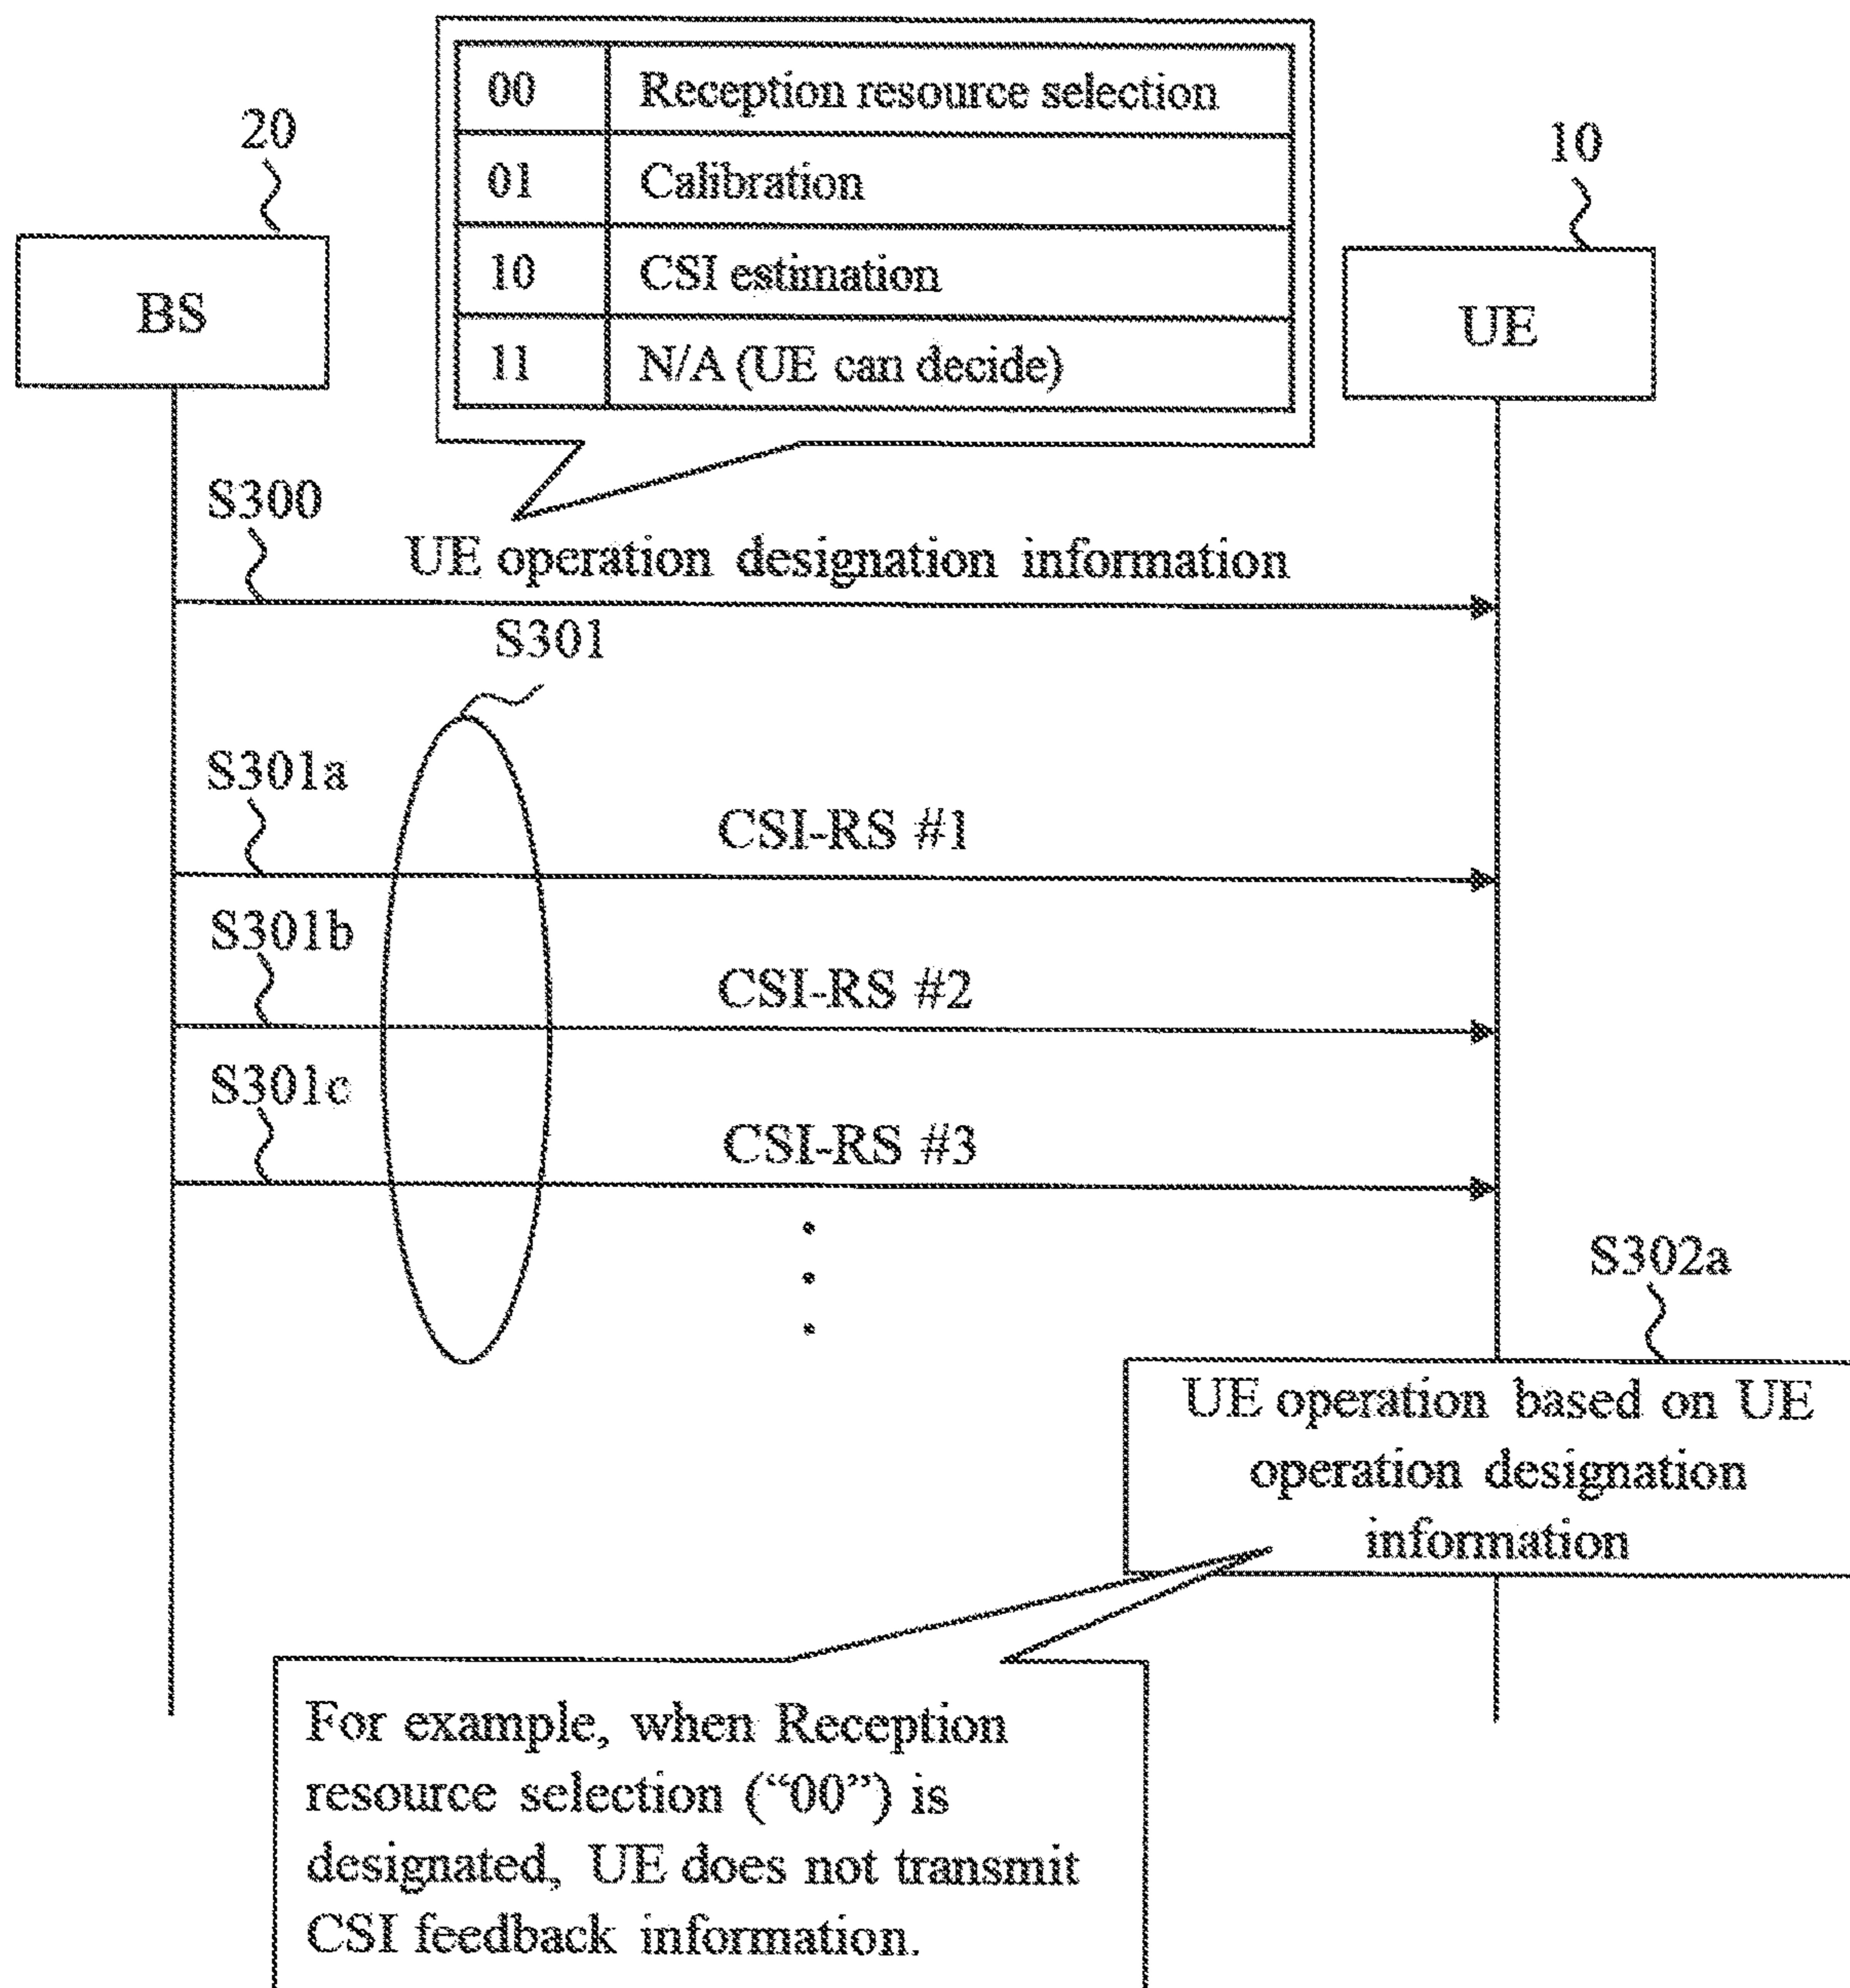 00 Reception resource selection
01 Calibration
10 CSI estimation
11 N/A (UE can decide)
20
BS
10
UE
S300
UE operation designation information
S301
S301a
CSI-RS #1
S301b
CSI-RS #2
S301c
CSI-RS #3
S302a
UE operation based on UE
operation designation
information
For example, when Reception
resource selection (“00”) is
designated, UE does not transmit
CSI feedback information.